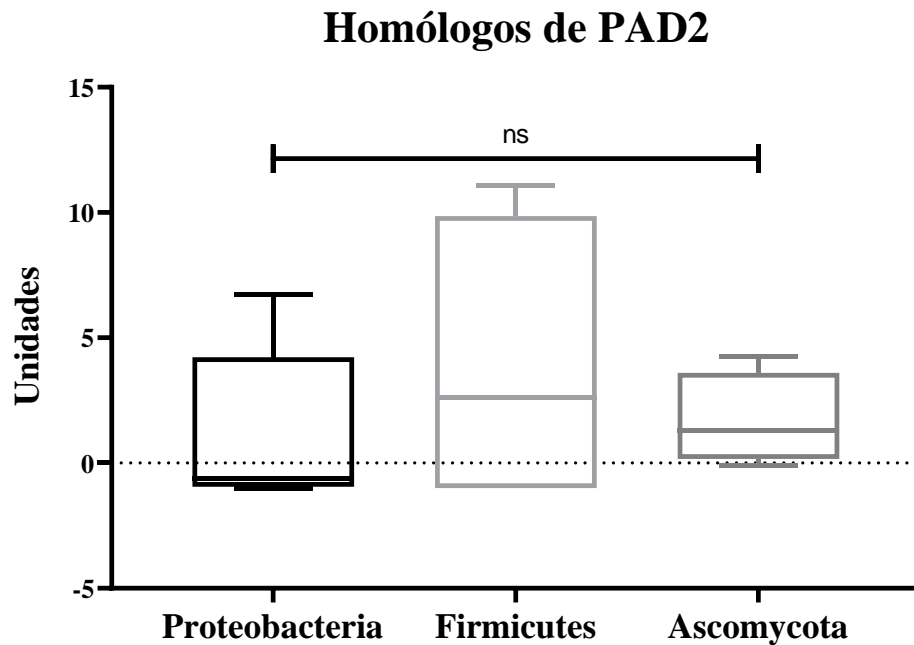 Homólogos de PAD2
15
ns
10
5
0
-5
Unidades
Proteobacteria Firmicutes Ascomycota